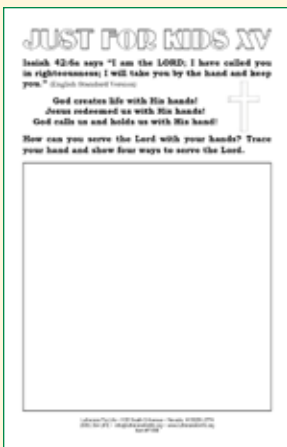 JUST FOR KIDS XV
Isaiah 42:6a says "I am the LORD; I have called you
in righteousness; I will take you by the hand and keep
you." (English Standard Version)
God creates life with His hands!
Jesus redeemed us with His hands!
God calls us and holds us with His hand!
How can you serve the Lord with your hands? Trace
your hand and show four ways to serve the Lord.